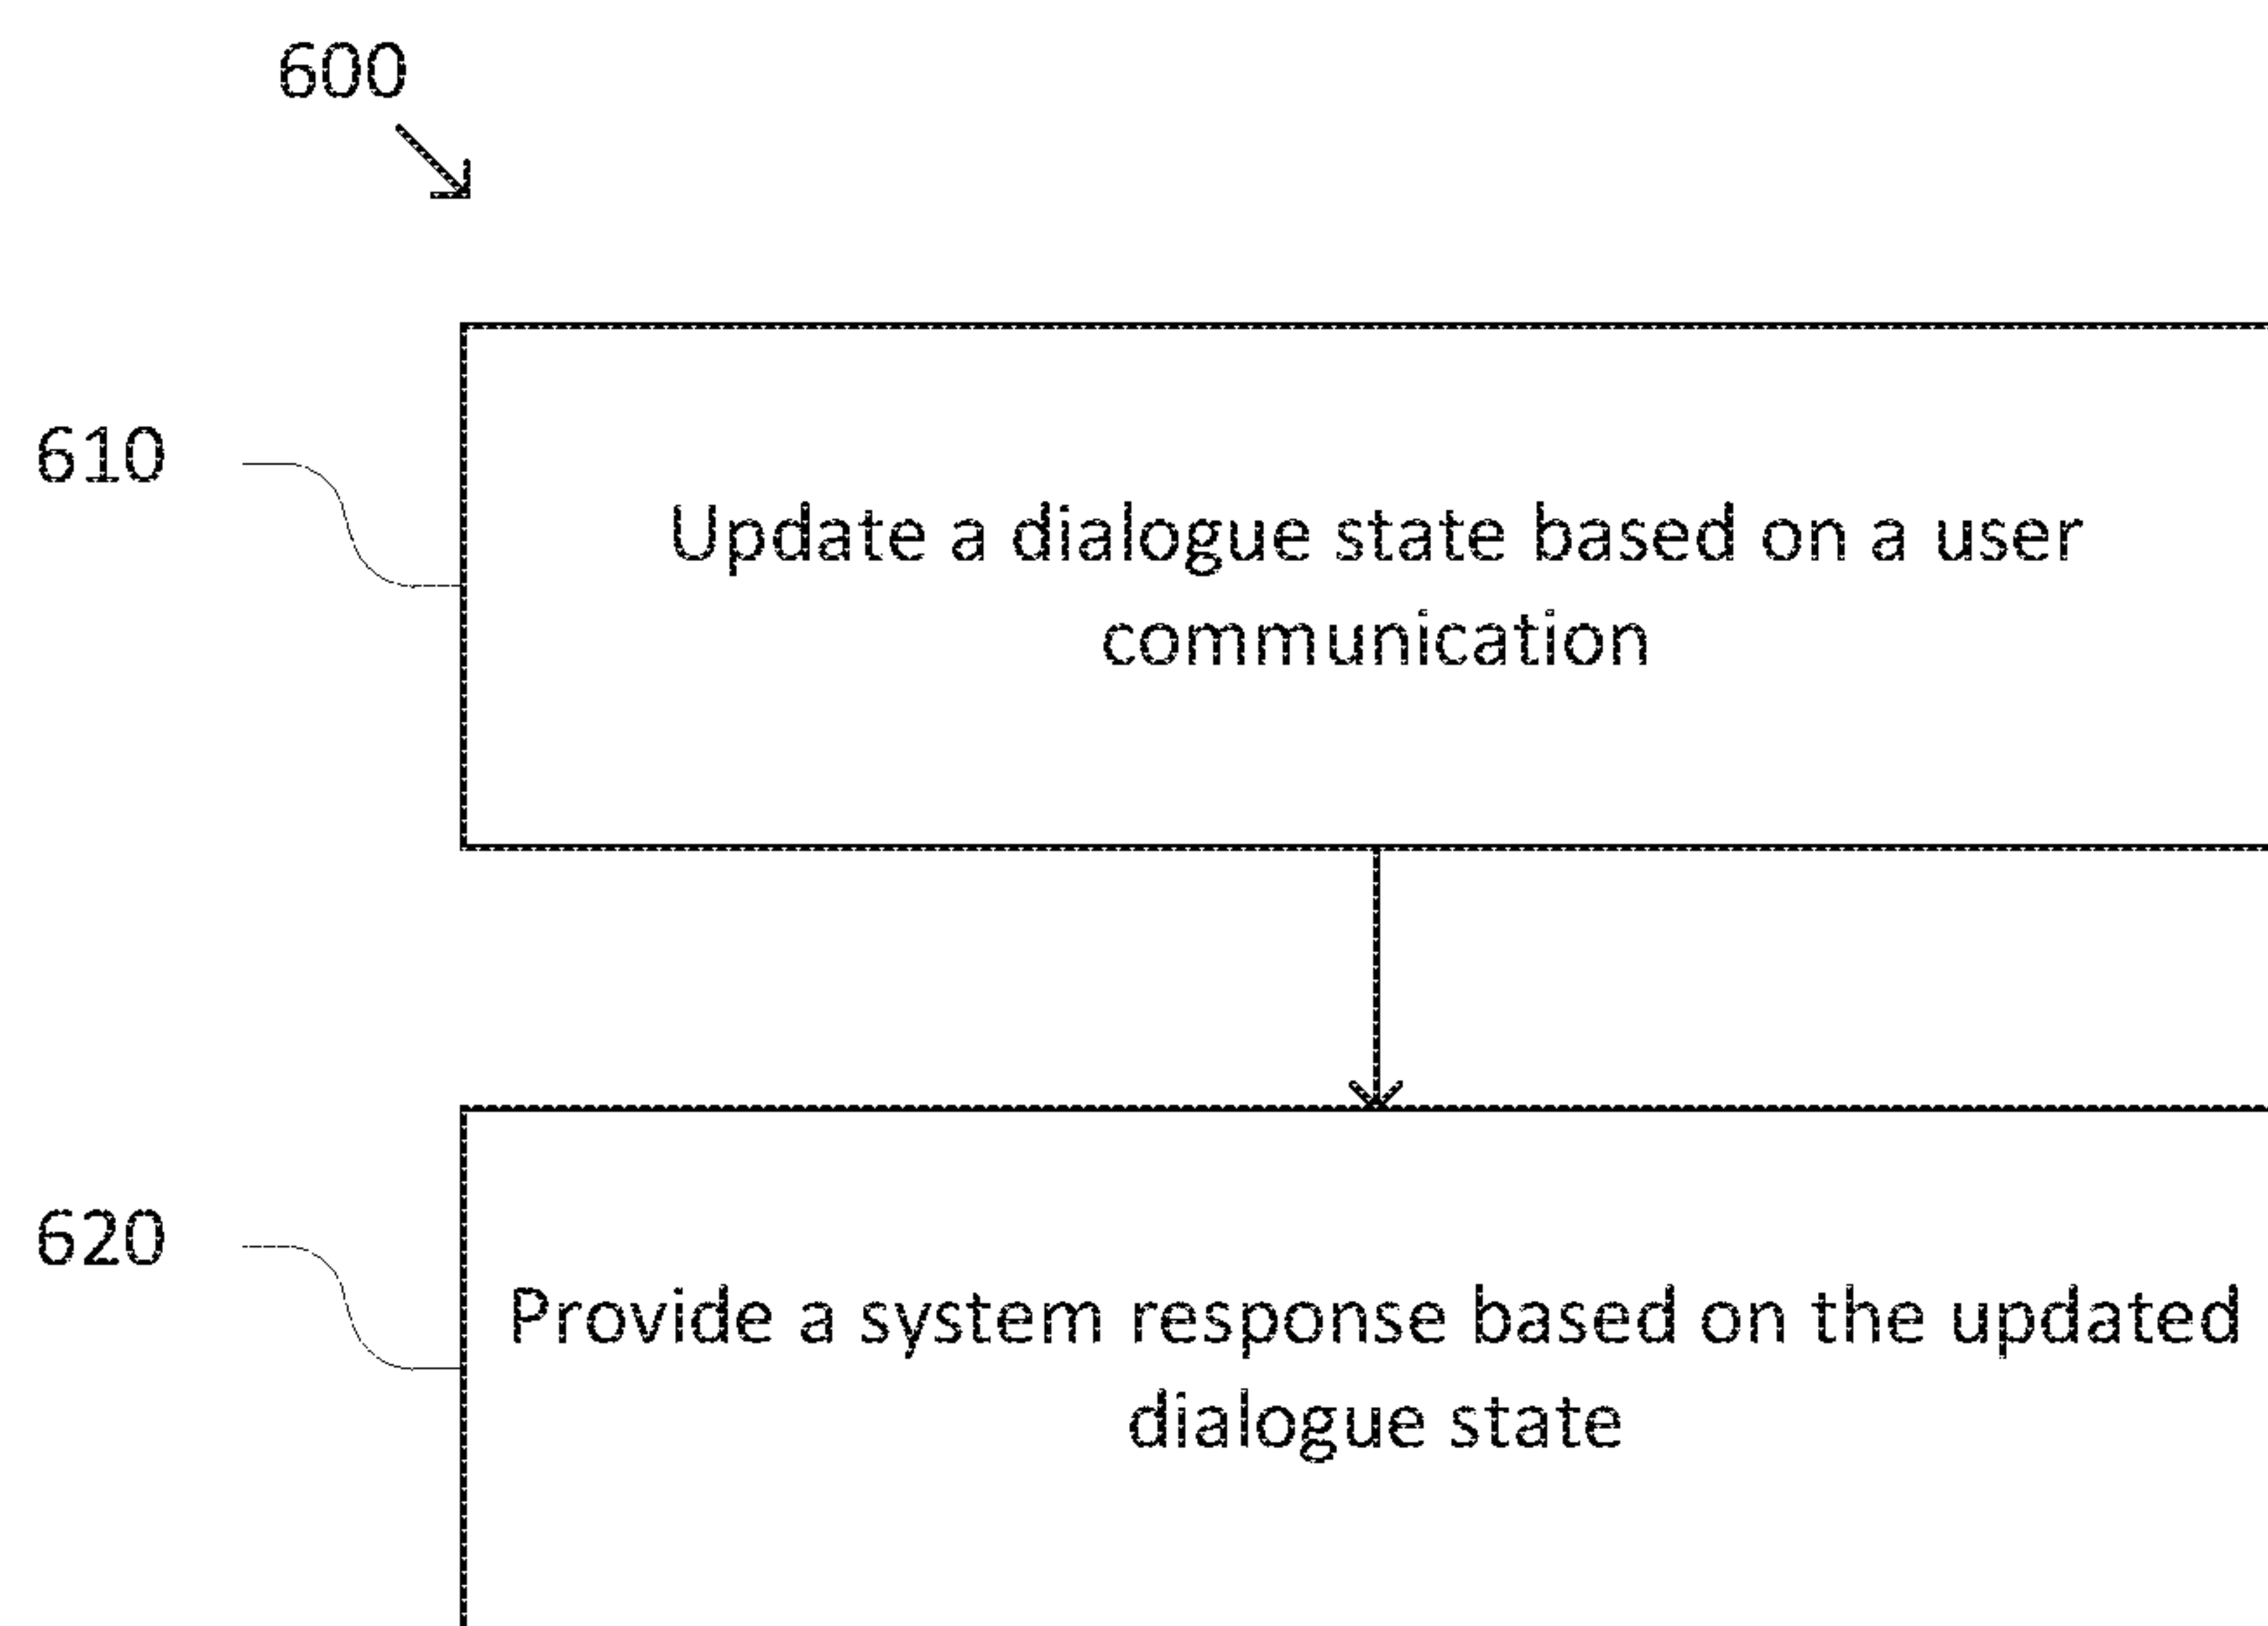 600
610
Update a dialogue state based on a user
communication
620
Provide a system response based on the updated
dialogue state